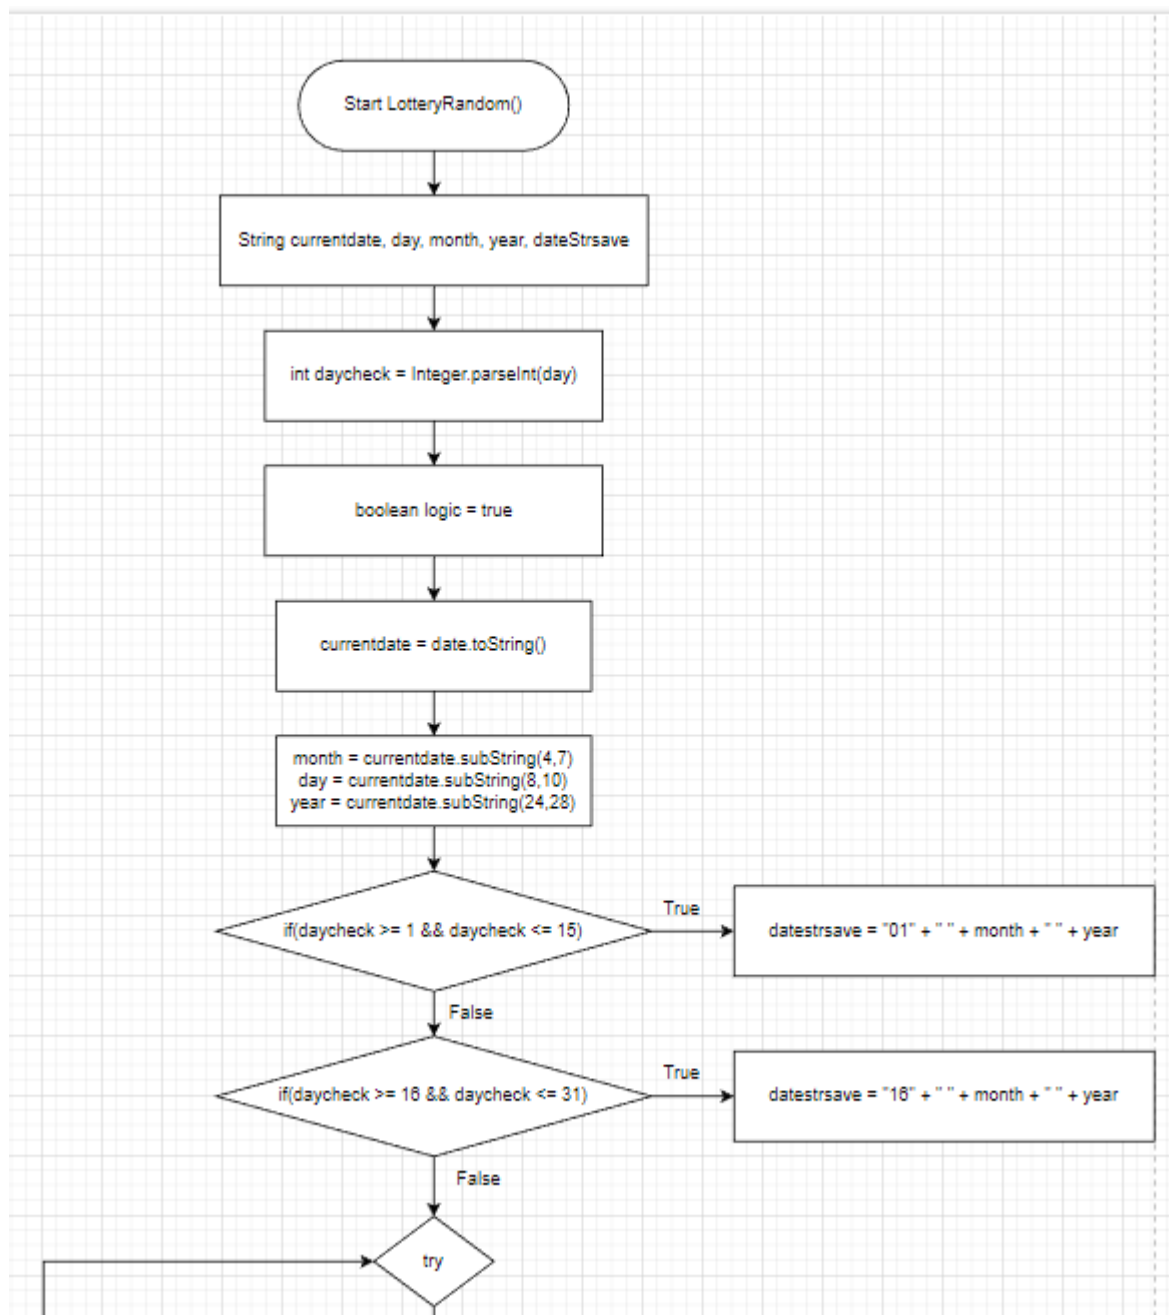 Start LotteryRandom()
String currentdate, day, month, year, dateStrsave
int daycheck = Integer.parseInt(day)
boolean logic = true
currentdate = date.toString()
month = currentdate.subString(4,7)
day = currentdate.subString(8,10)
year = currentdate.subString(24,28)
if(daycheck >= 1 && daycheck <= 15)
True
datestrsave = "01" + " " + month + " " + year
False
if(daycheck >= 16 && daycheck <= 31)
True
datestrsave = "16" + " " + month + " " + year
False
try